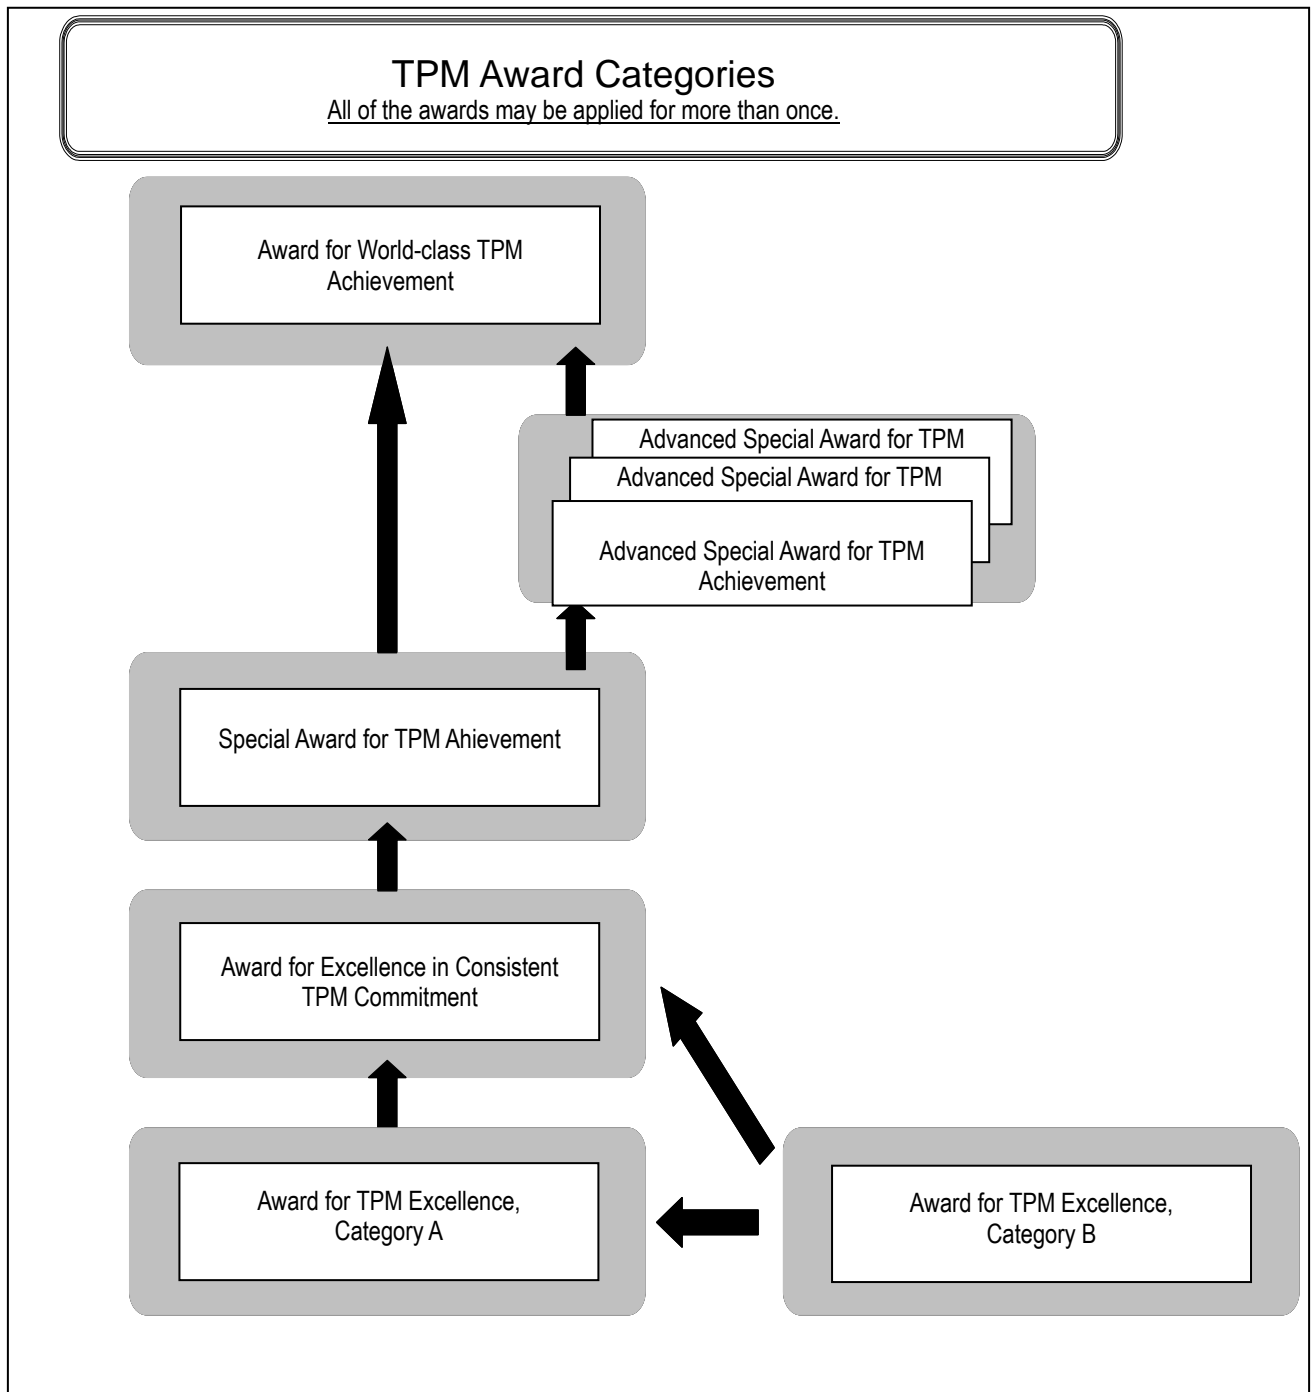 TPM Award Categories
All of the awards may be applied for more than once.
Award for World-class TPM
Achievement
Advanced Special Award for TPM
Advanced Special Award for TPM
Advanced Special Award for TPM
Achievement
Special Award for TPM Ahievement
Award for Excellence in Consistent
TPM Commitment
Award for TPM Excellence,
Category A
Award for TPM Excellence,
Category B